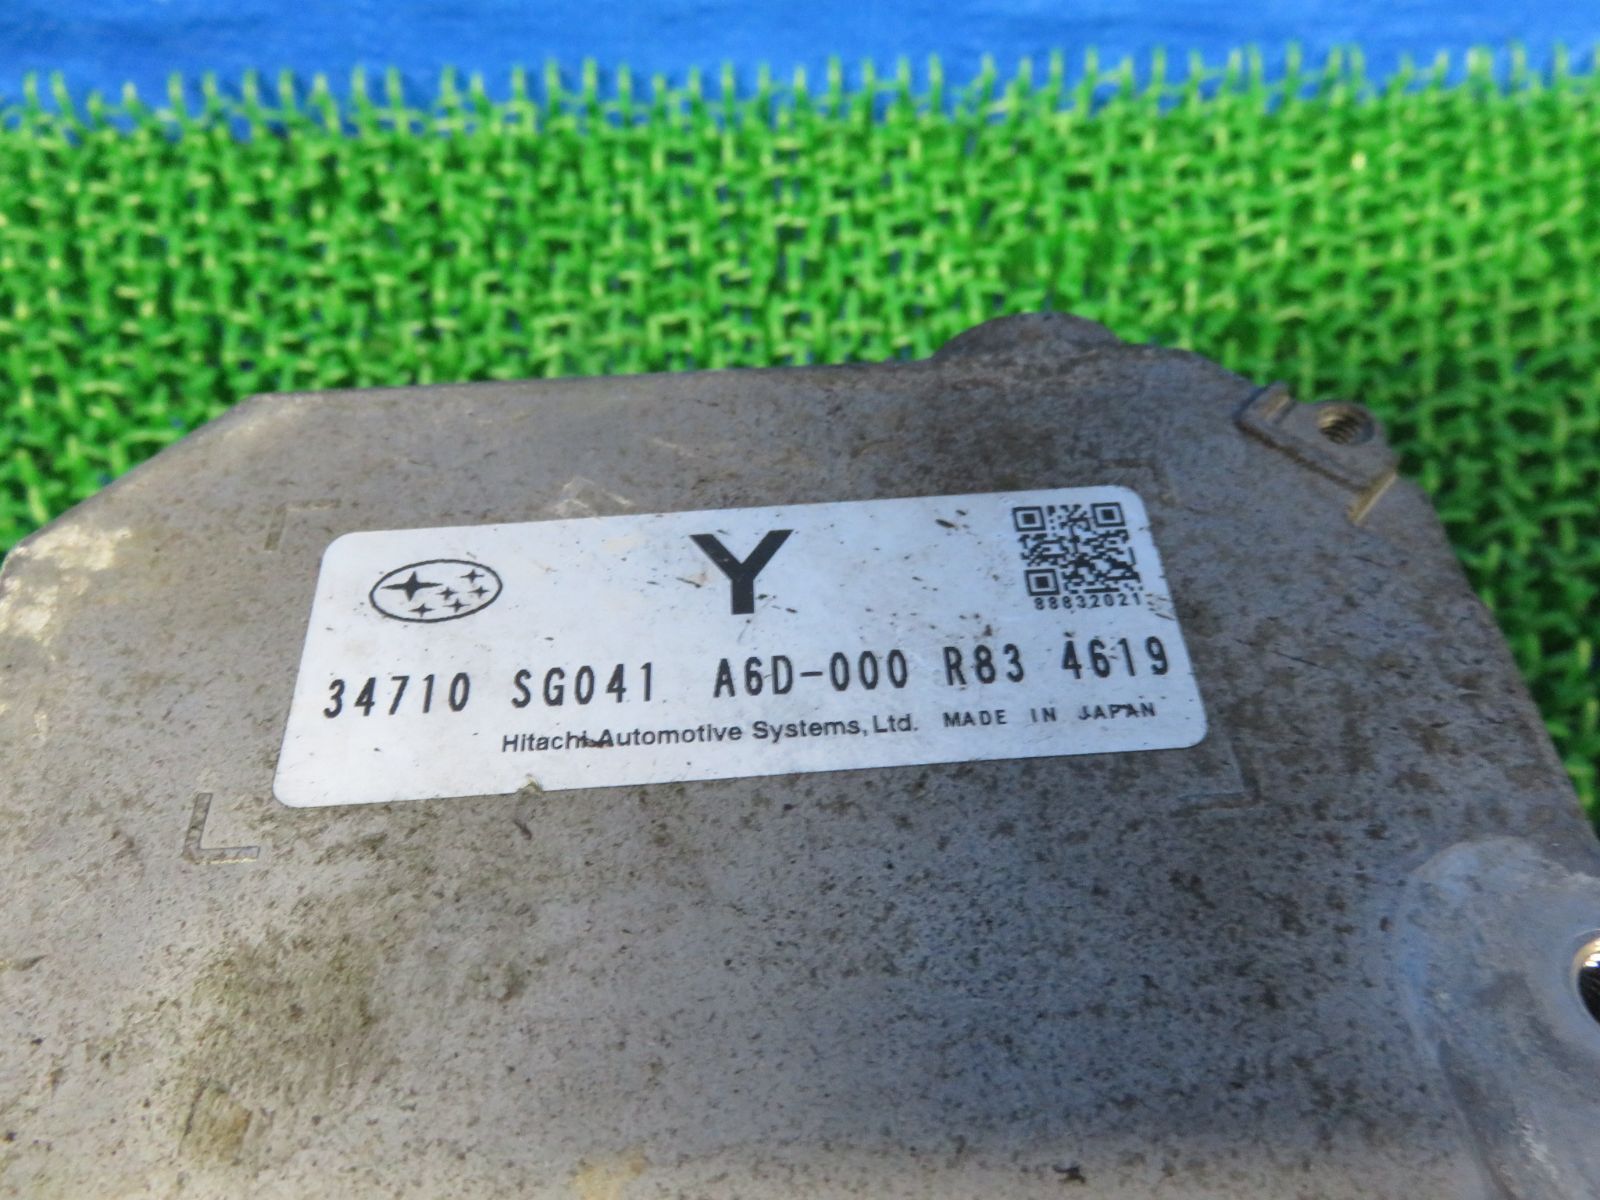 Y
88832021
34710 SG041 A6D-000 R83 4619
Hitachi Automotive Systems, Ltd. MADE IN JAPAN